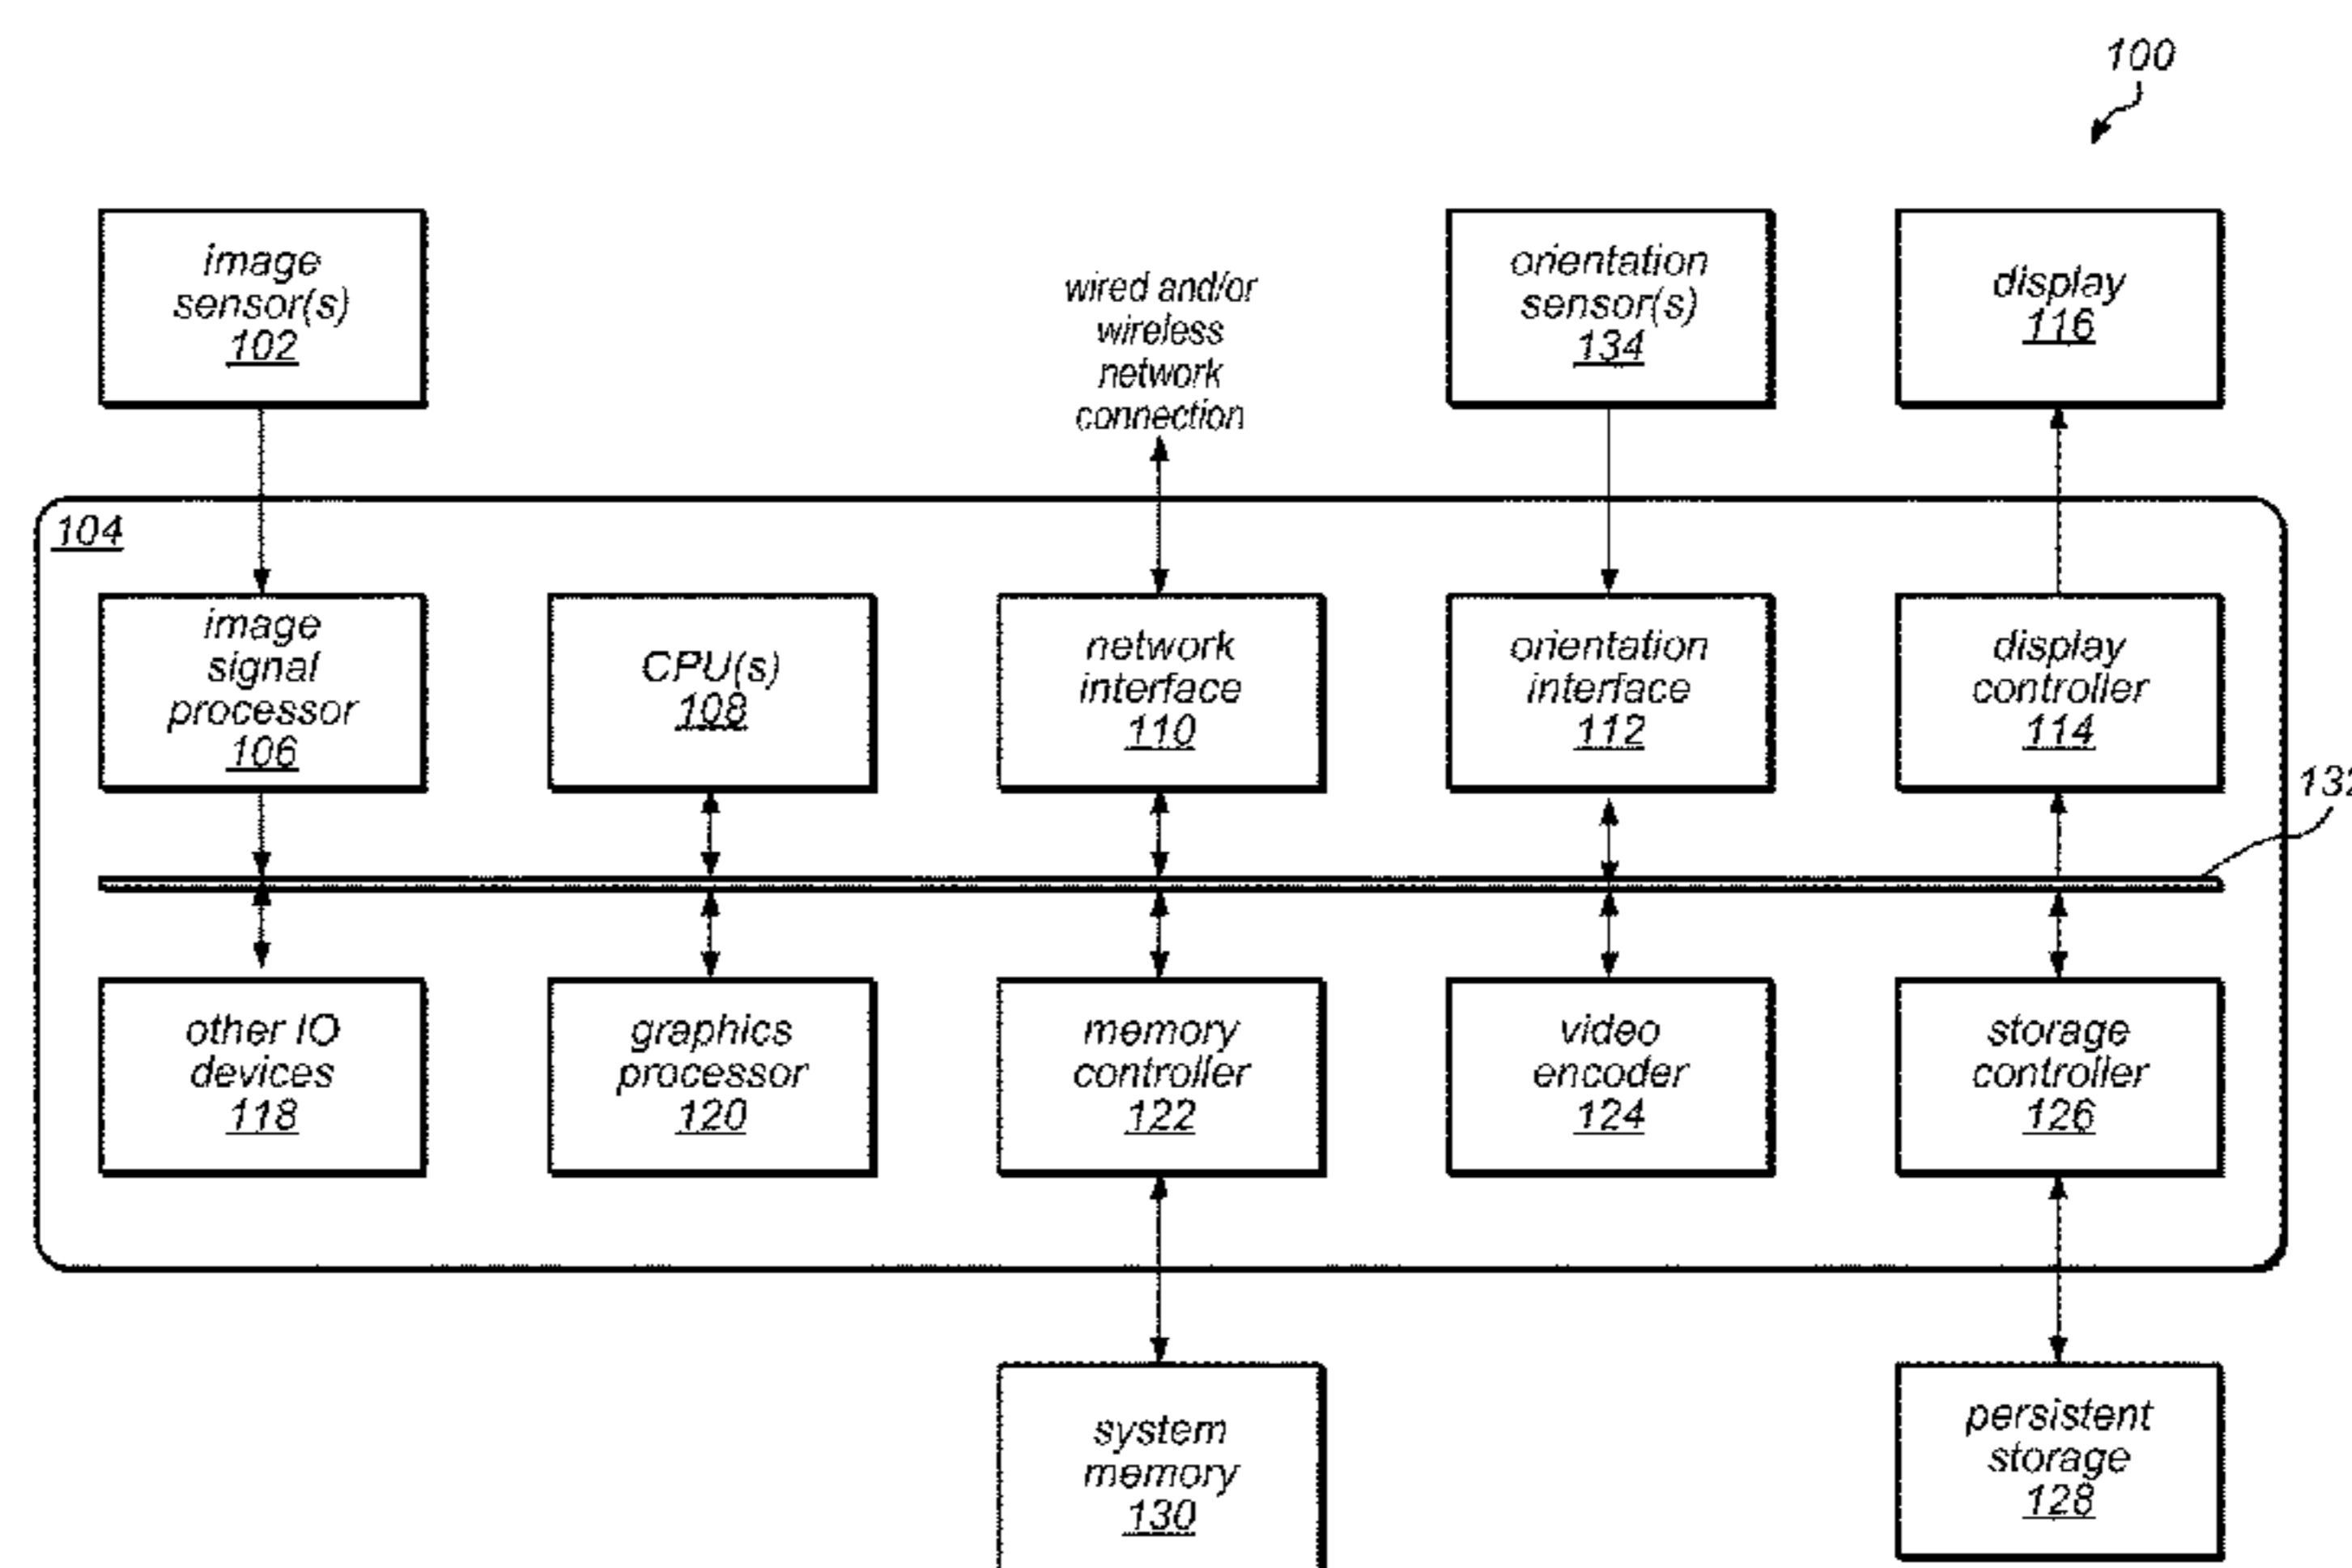 100
image
sensor(s)
102
wired and/or
wireless
network
connection
orientation
sensor(s)
134
display
116
104
image
signal
processor
106
CPU(s)
108
network
interface
110
orientation
interface
112
display
controller
114
132
other IO
devices
118
graphics
processor
120
memory
controller
122
video
encoder
124
storage
controller
126
system
memory
130
persistent
storage
128